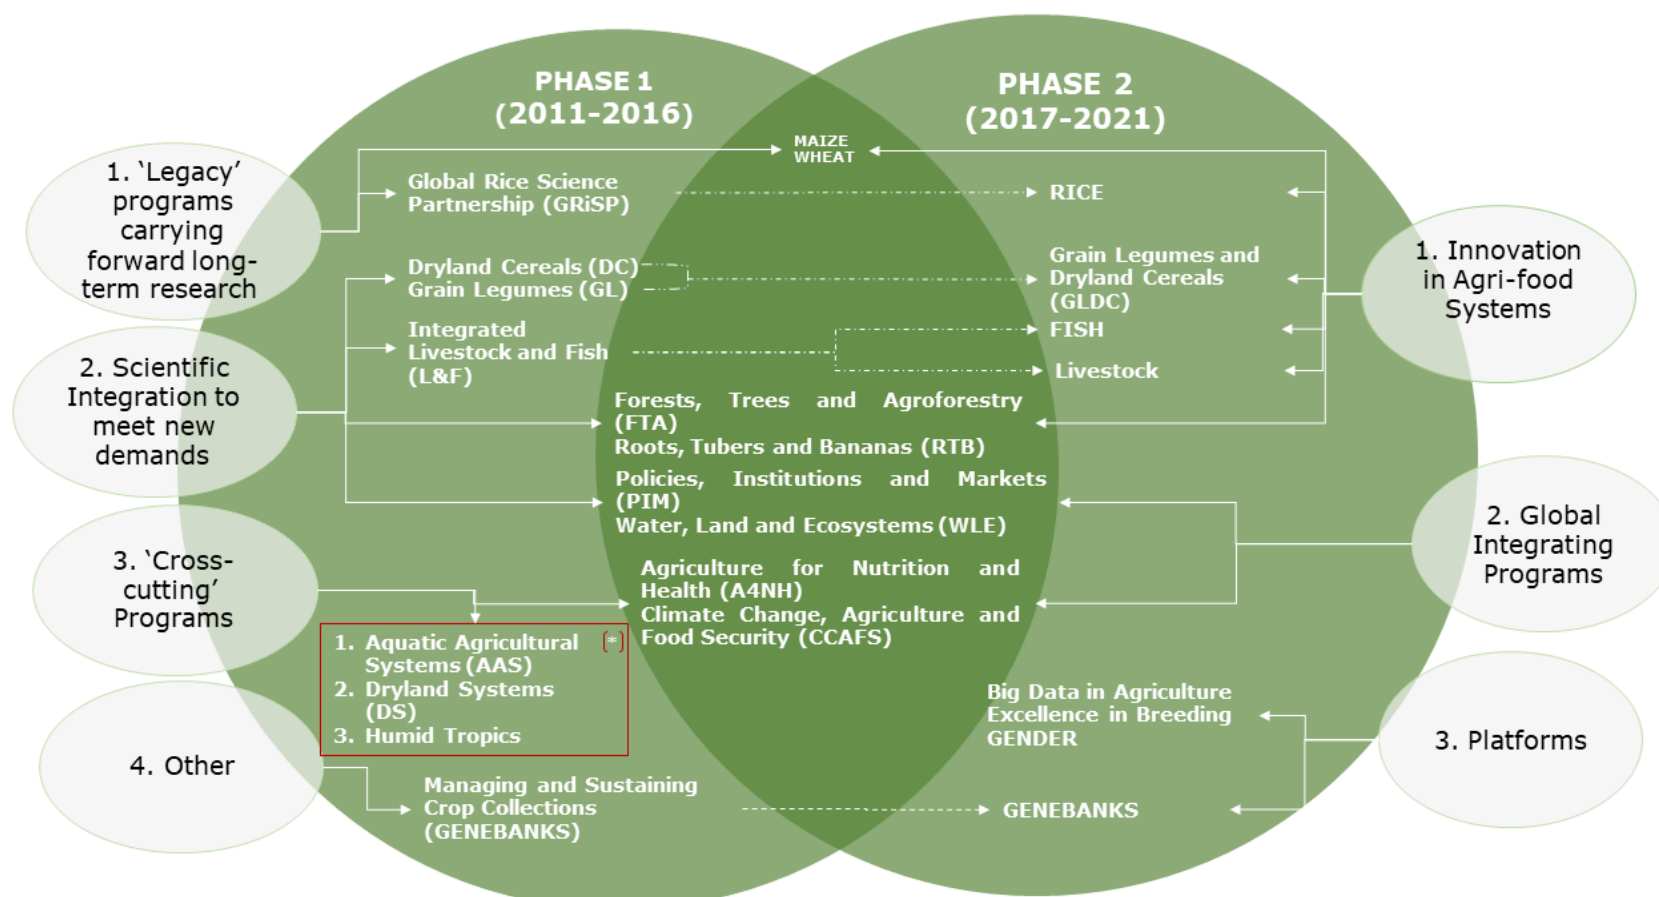 PHASE 1
(2011-2016)
PHASE 2
(2017-2021)
1. ‘Legacy’
programs
carrying
forward long-
term research
2. Scientific
Integration to
meet new
demands
3. ‘Cross-
cutting’
Programs
4. Other
MAIZE
WHEAT
Global Rice Science
Partnership (GRiSP)
RICE
Dryland Cereals (DC)
Grain Legumes (GL)
Grain Legumes and
Dryland Cereals
(GLDC)
Integrated
Livestock and Fish
(L&F)
FISH
Livestock
Forests, Trees and Agroforestry
(FTA)
Roots, Tubers and Bananas (RTB)
Policies, Institutions and Markets
(PIM)
Water, Land and Ecosystems (WLE)
Agriculture for Nutrition and
Health (A4NH)
Climate Change, Agriculture and
Food Security (CCAFS)
1. Aquatic Agricultural (*)
Systems (AAS)
2. Dryland Systems
(DS)
3. Humid Tropics
Big Data in Agriculture
Excellence in Breeding
GENDER
Managing and Sustaining
Crop Collections
(GENEBANKS)
GENEBANKS
1. Innovation
in Agri-food
Systems
2. Global
Integrating
Programs
3. Platforms